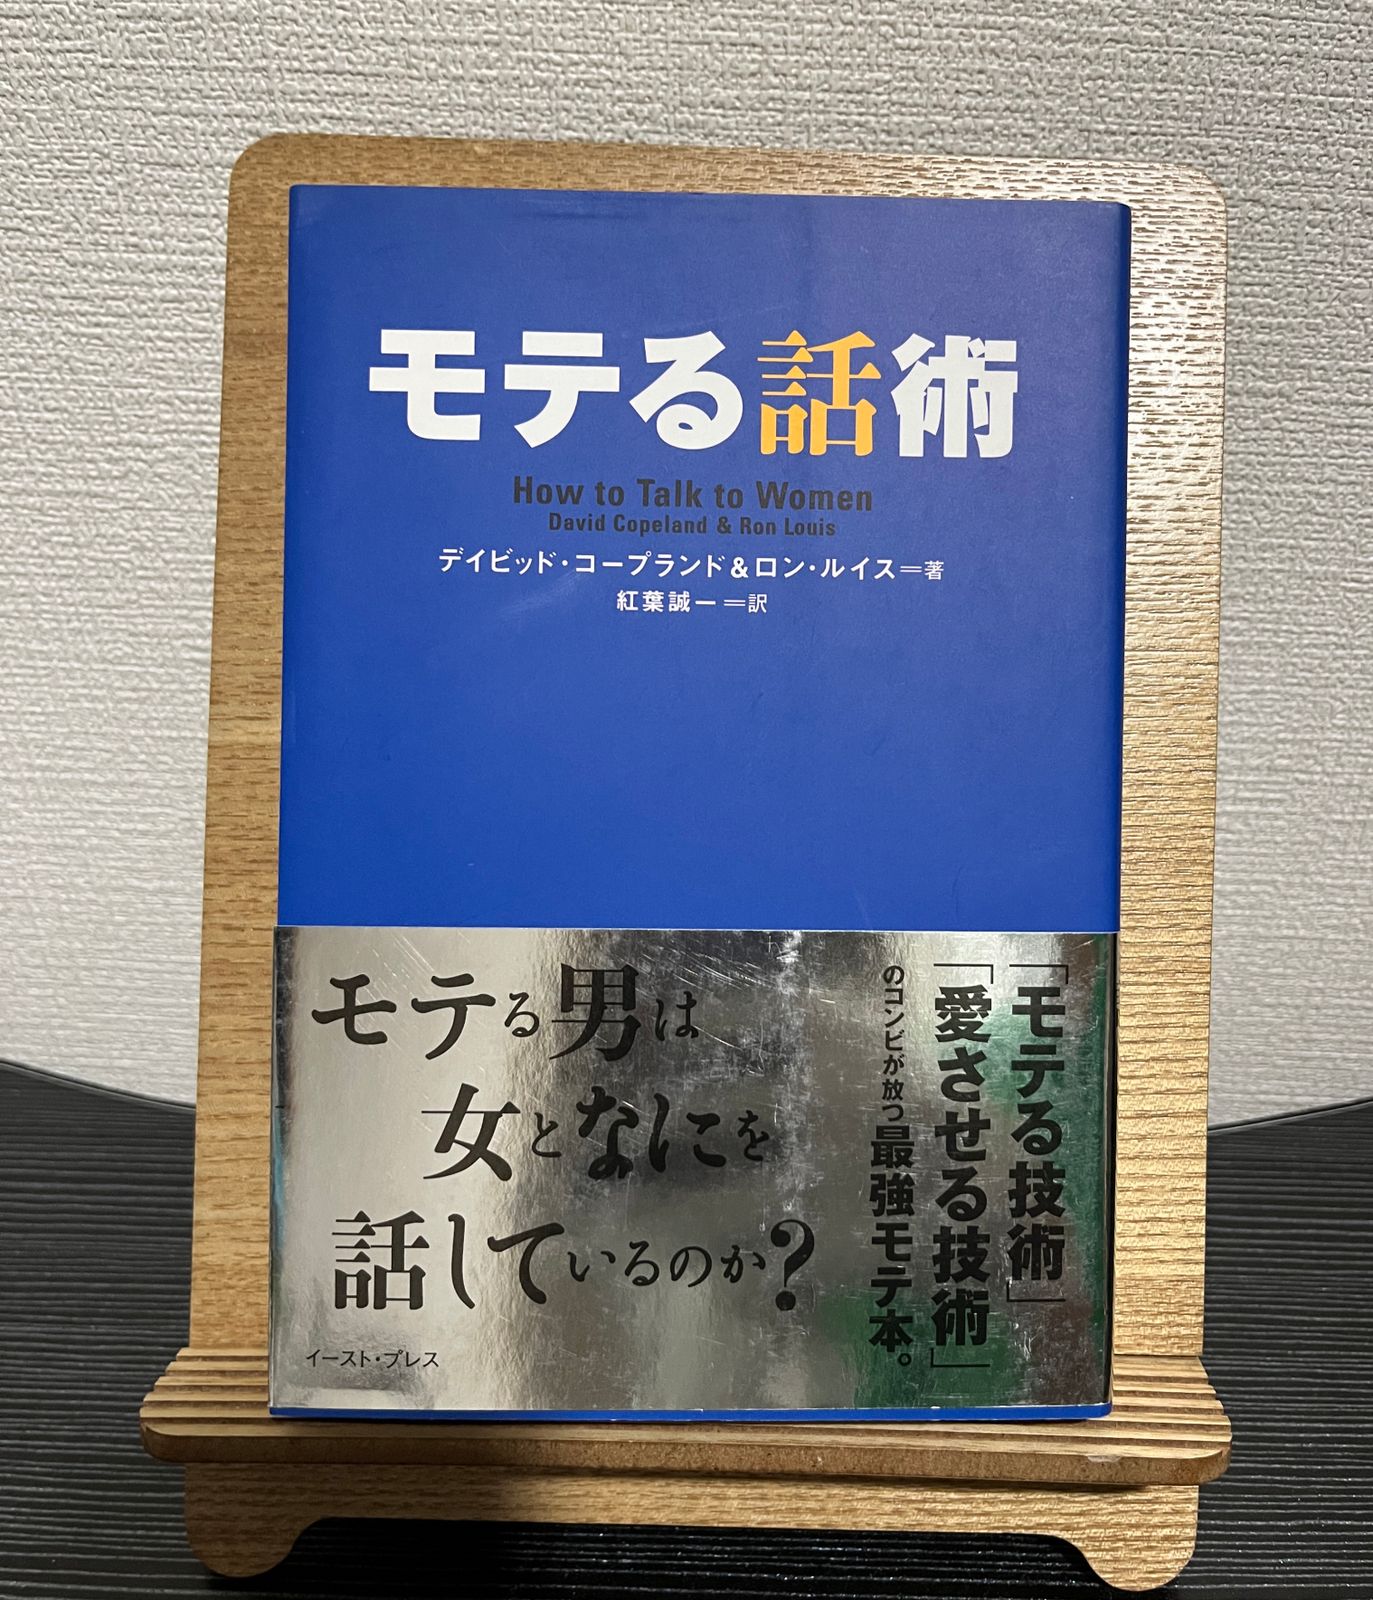 モテる話術
How to Talk to Women
David Copeland & Ron Louis
デイビッド・コープランド&ロン・ルイス=著
紅葉誠一=訳
モテる男は
女となにを
話しているのか?
「モテる技術」
「愛させる技術」
のコンビが放つ最強モテ本。
イースト・プレス